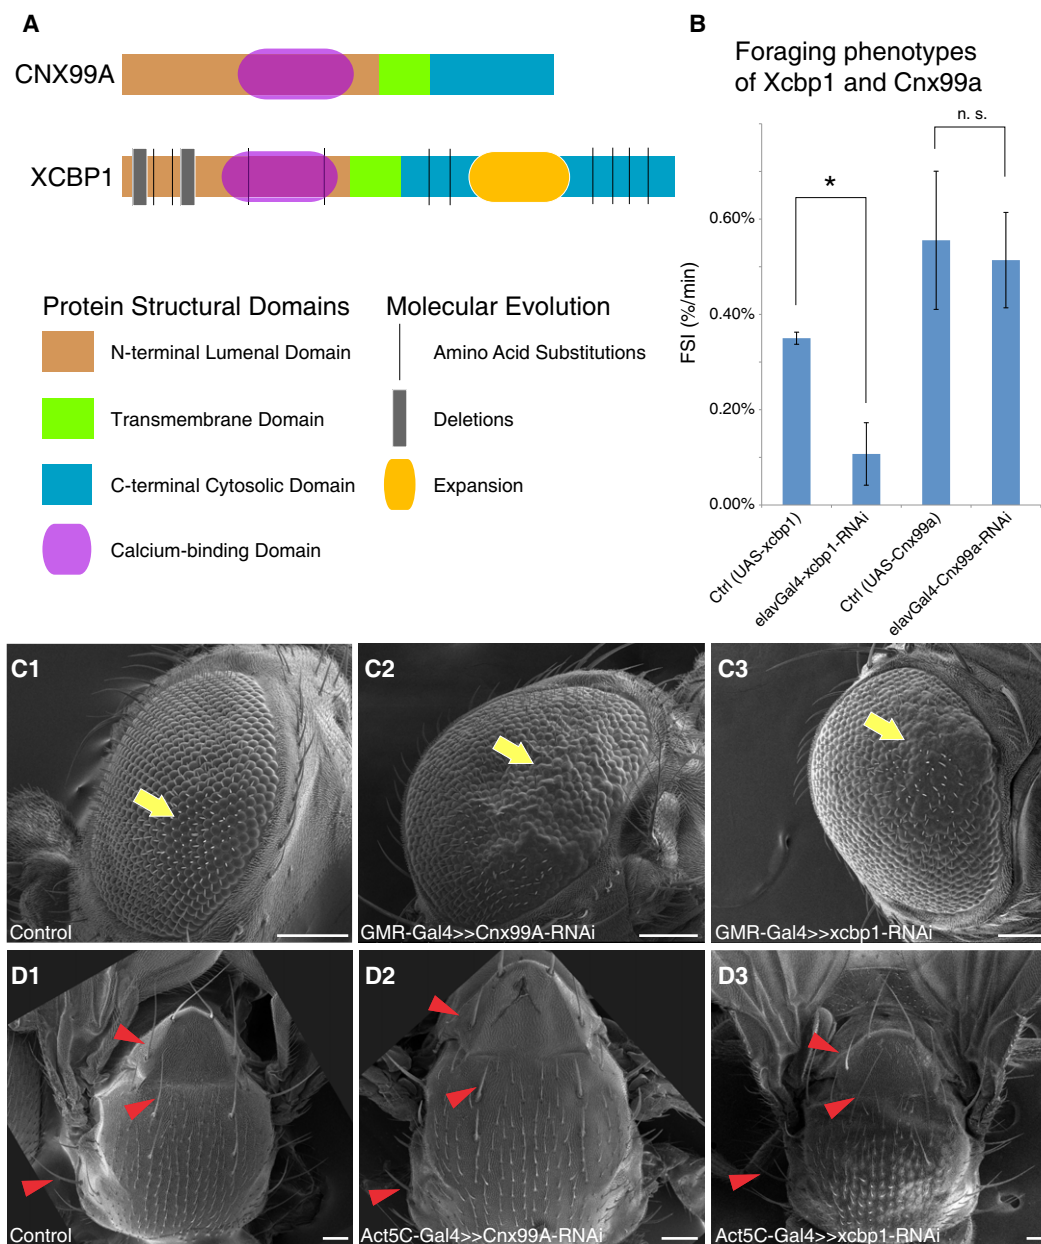 A
CNX99A
XCBP1
Protein Structural Domains
N-terminal Lumenal Domain
Transmembrane Domain
C-terminal Cytosolic Domain
Calcium-binding Domain
Molecular Evolution
Amino Acid Substitutions
Deletions
Expansion
B
Foraging phenotypes
of Xcbp1 and Cnx99a
n. s.
*
0.60%
0.40%
0.20%
0.00%
FSI (%/min)
Ctrl (UAS-xcbp1)
elavGal4-xcbp1-RNAi
Ctrl (UAS-Cnx99a)
elavGal4-Cnx99a-RNAi
C1
Control
C2
GMR-Gal4>>Cnx99A-RNAi
C3
GMR-Gal4>>xcbp1-RNAi
D1
Control
D2
Act5C-Gal4>>Cnx99A-RNAi
D3
Act5C-Gal4>>xcbp1-RNAi